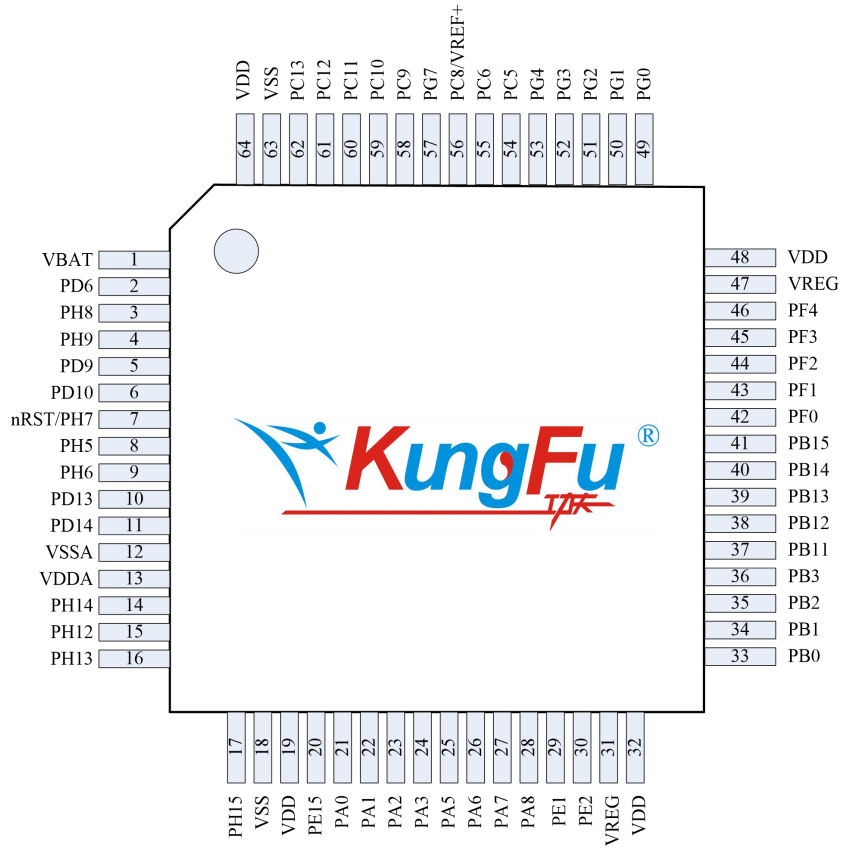 VDD 64
VSS 63
PC13 62
PC12 61
PC11 60
PC10 59
PC9 58
PG7 57
PC8/VREF+ 56
PC6 55
PC5 54
PG4 53
PG3 52
PG2 51
PG1 50
PG0 49
VBAT 1
PD6 2
PH8 3
PH9 4
PD9 5
PD10 6
nRST/PH7 7
PH5 8
PH6 9
PD13 10
PD14 11
VSSA 12
VDDA 13
PH14 14
PH12 15
PH13 16
KungFu ®
48 VDD
47 VREG
46 PF4
45 PF3
44 PF2
43 PF1
42 PF0
41 PB15
40 PB14
39 PB13
38 PB12
37 PB11
36 PB3
35 PB2
34 PB1
33 PB0
17 PH15
18 VSS
19 VDD
20 PE15
21 PA0
22 PA1
23 PA2
24 PA3
25 PA5
26 PA6
27 PA7
28 PA8
29 PE1
30 PE2
31 VREG
32 VDD